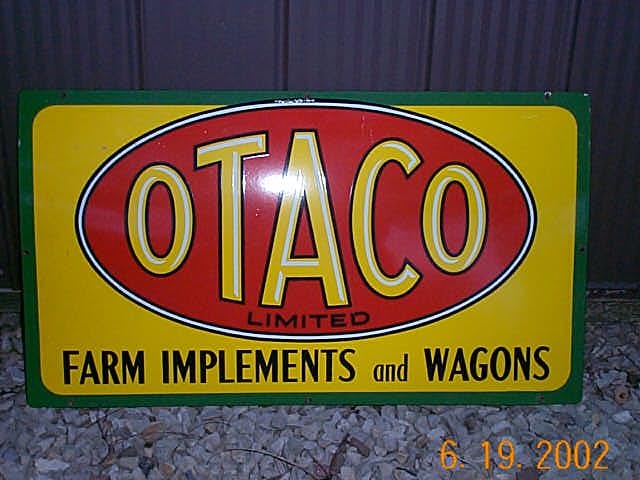 OTACO
LIMITED
FARM IMPLEMENTS and WAGONS
6.19.2002